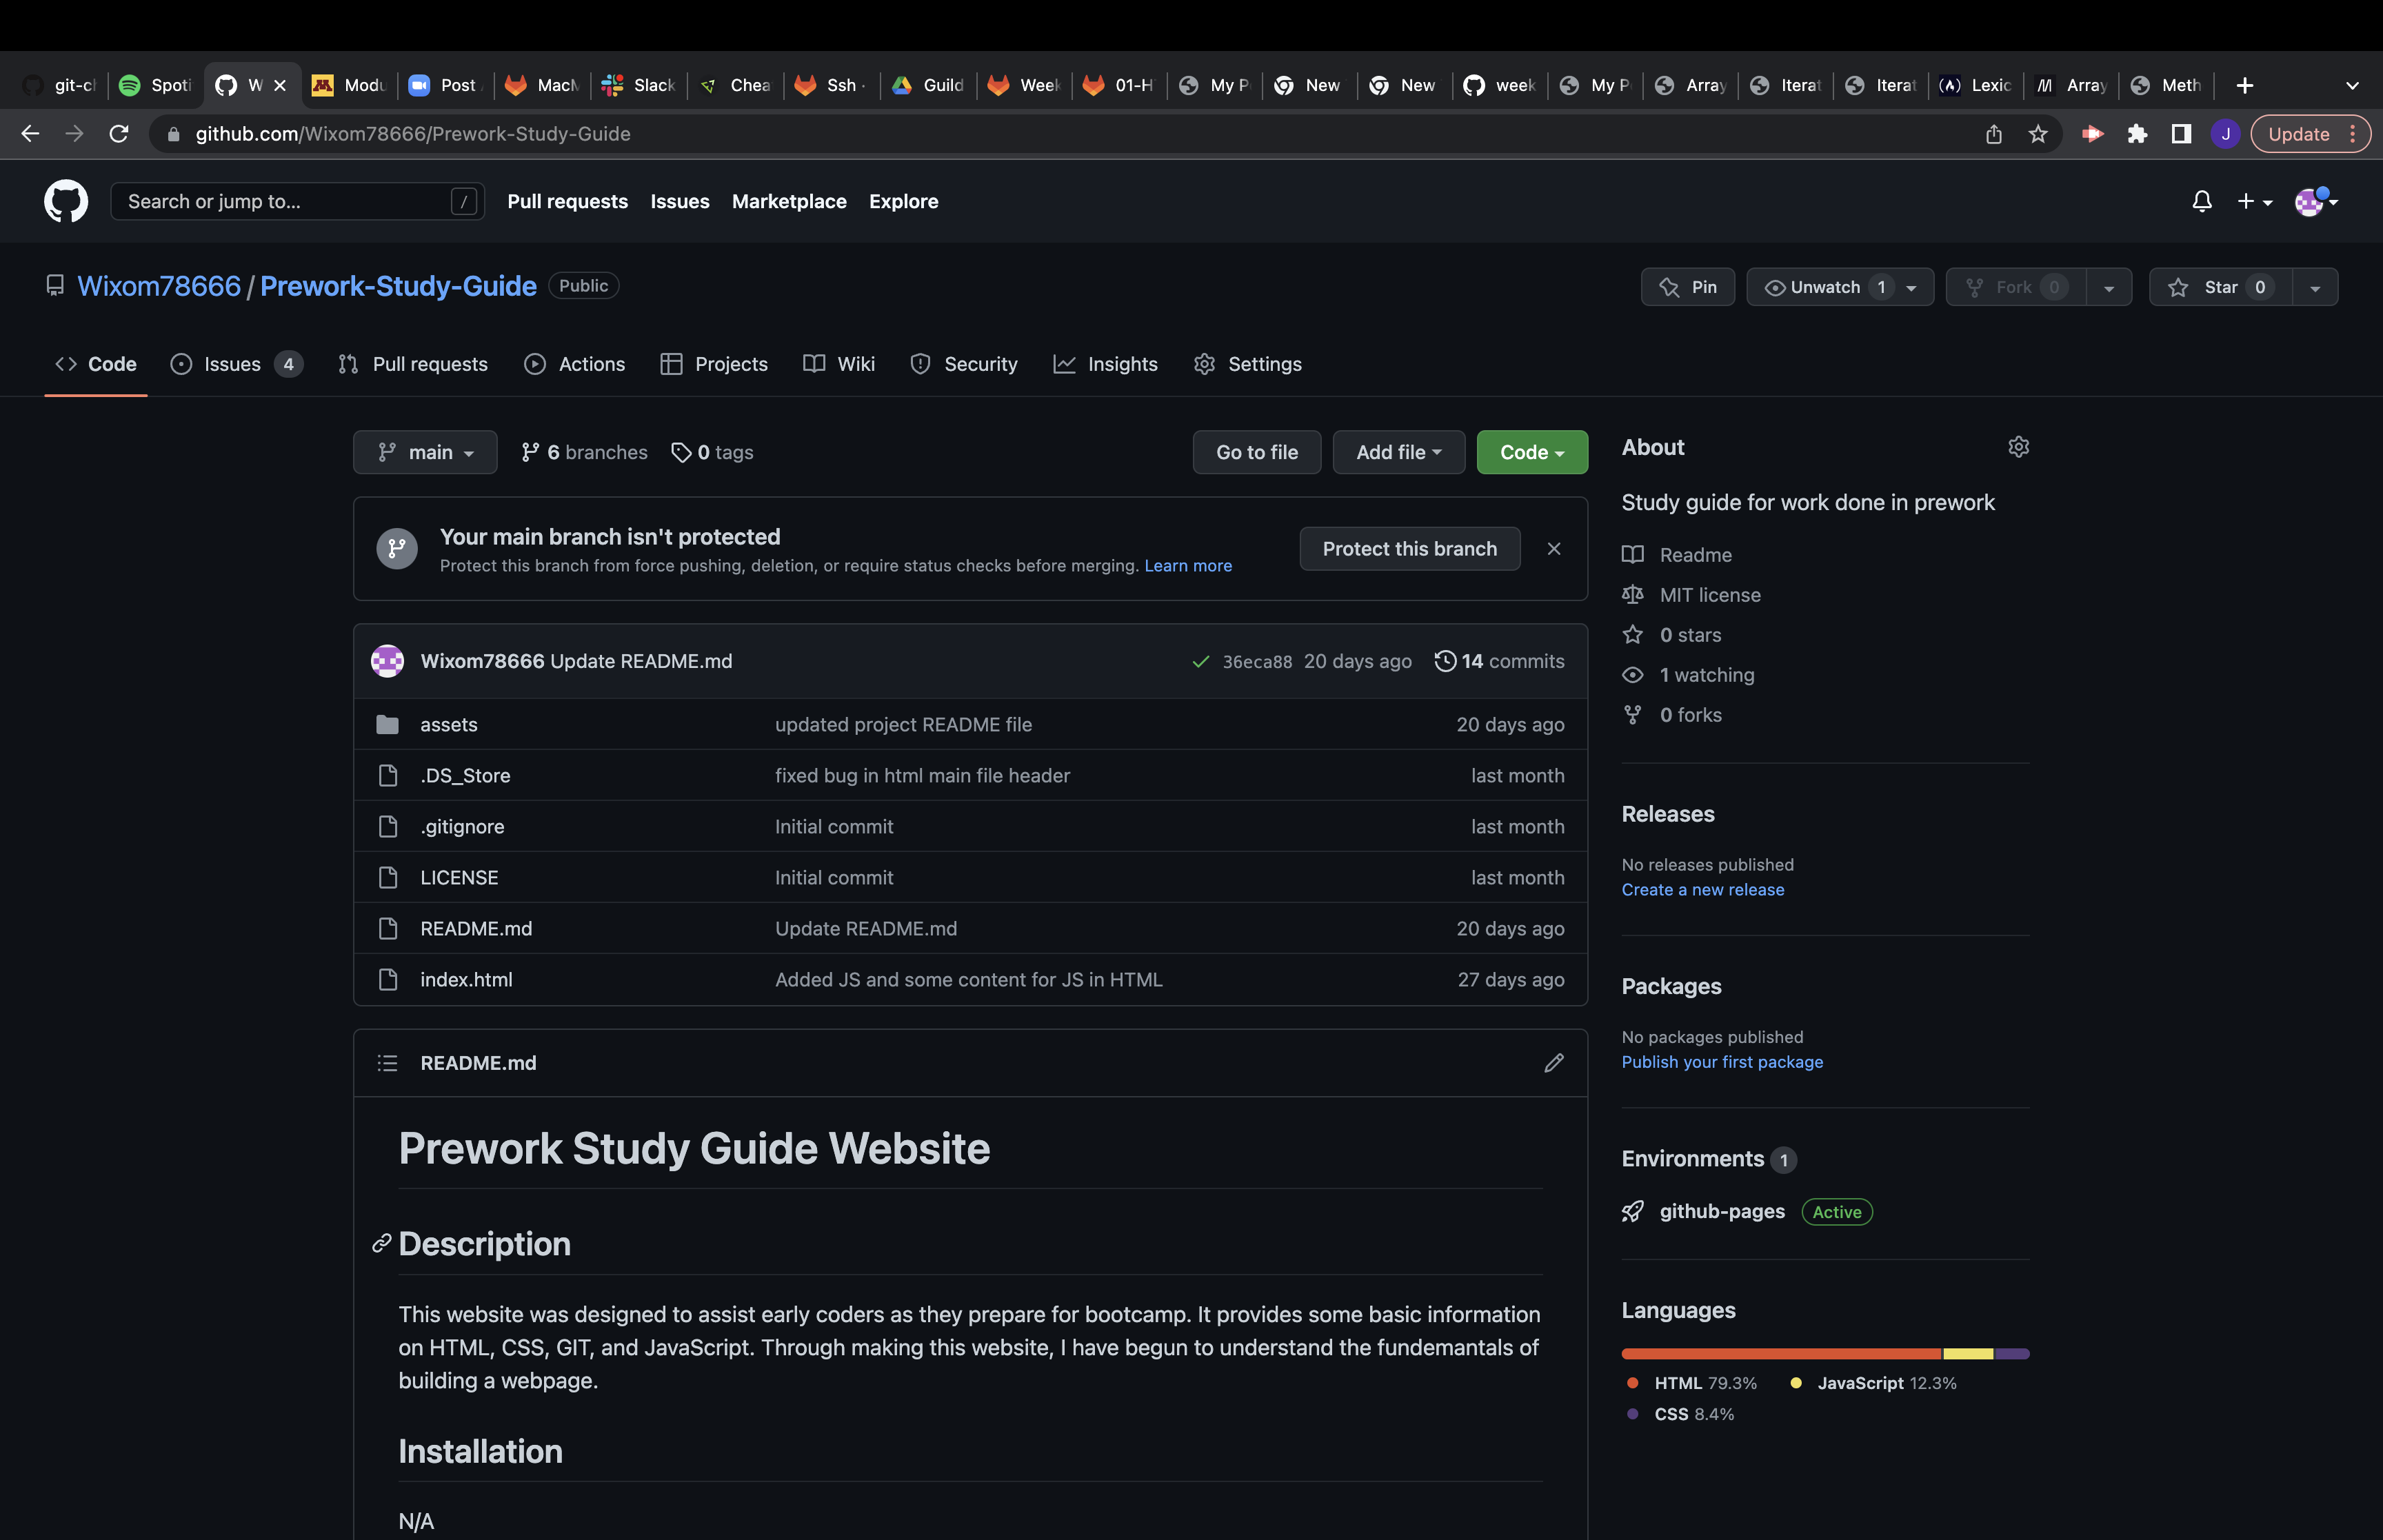 git-cl Spoti W Modu Post MacM Slack Chea Ssh · Guild Week 01-H My P New New week My P Array Iterat Iterat Lexic Array Meth
github.com/Wixom78666/Prework-Study-Guide J Update
Search or jump to... / Pull requests Issues Marketplace Explore
Wixom78666 / Prework-Study-Guide Public Pin Unwatch 1 Fork 0 Star 0
Code Issues 4 Pull requests Actions Projects Wiki Security Insights Settings
main 6 branches 0 tags Go to file Add file Code
Your main branch isn't protected
Protect this branch from force pushing, deletion, or require status checks before merging. Learn more
Protect this branch
Wixom78666 Update README.md 36eca88 20 days ago 14 commits
assets updated project README file 20 days ago
.DS_Store fixed bug in html main file header last month
.gitignore Initial commit last month
LICENSE Initial commit last month
README.md Update README.md 20 days ago
index.html Added JS and some content for JS in HTML 27 days ago
README.md
Prework Study Guide Website
Description
This website was designed to assist early coders as they prepare for bootcamp. It provides some basic information
on HTML, CSS, GIT, and JavaScript. Through making this website, I have begun to understand the fundemantals of
building a webpage.
Installation
N/A
About
Study guide for work done in prework
Readme
MIT license
0 stars
1 watching
0 forks
Releases
No releases published
Create a new release
Packages
No packages published
Publish your first package
Environments 1
github-pages Active
Languages
HTML 79.3% JavaScript 12.3%
CSS 8.4%